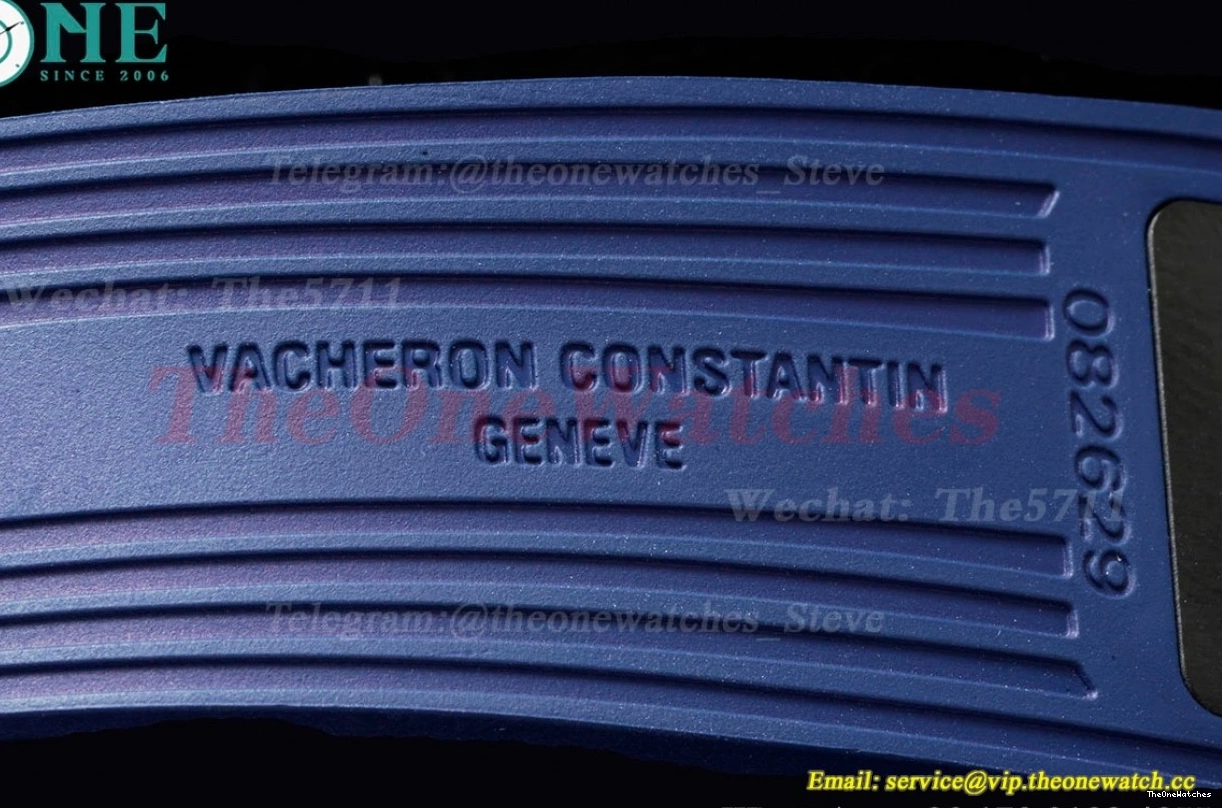 ONE
SINCE 2006
Telegram:@theonewatches_Steve
Wechat: The5711
VACHERON CONSTANTIN
TheOneWatches
GENEVE
082629
Wechat: The5711
Telegram:@theonewatches_Steve
Email: service@vip.theonewatch.cc
TheOneWatches